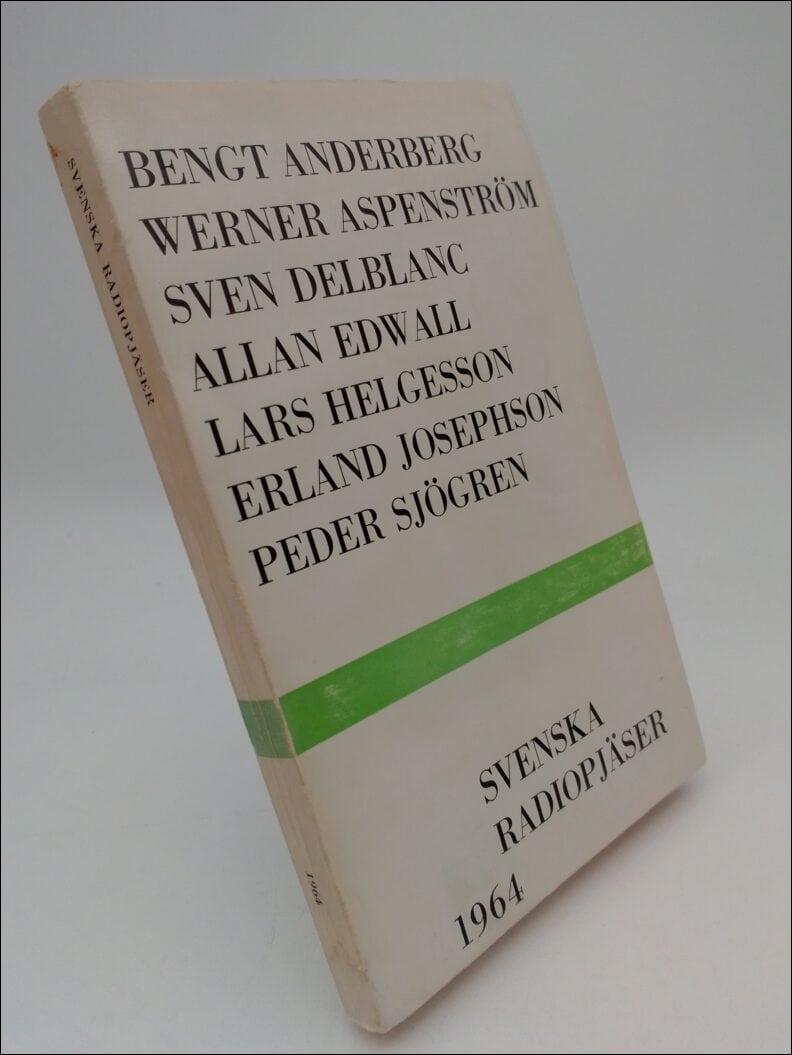 BENGT ANDERBERG
WERNER ASPENSTRÖM
SVEN DELBLANC
ALLAN EDWALL
LARS HELGESSON
ERLAND JOSEPHSON
PEDER SJÖGREN
SVENSKA
RADIOPJÄSER
1964
SVENSKA RADIOPJÄSER
1964